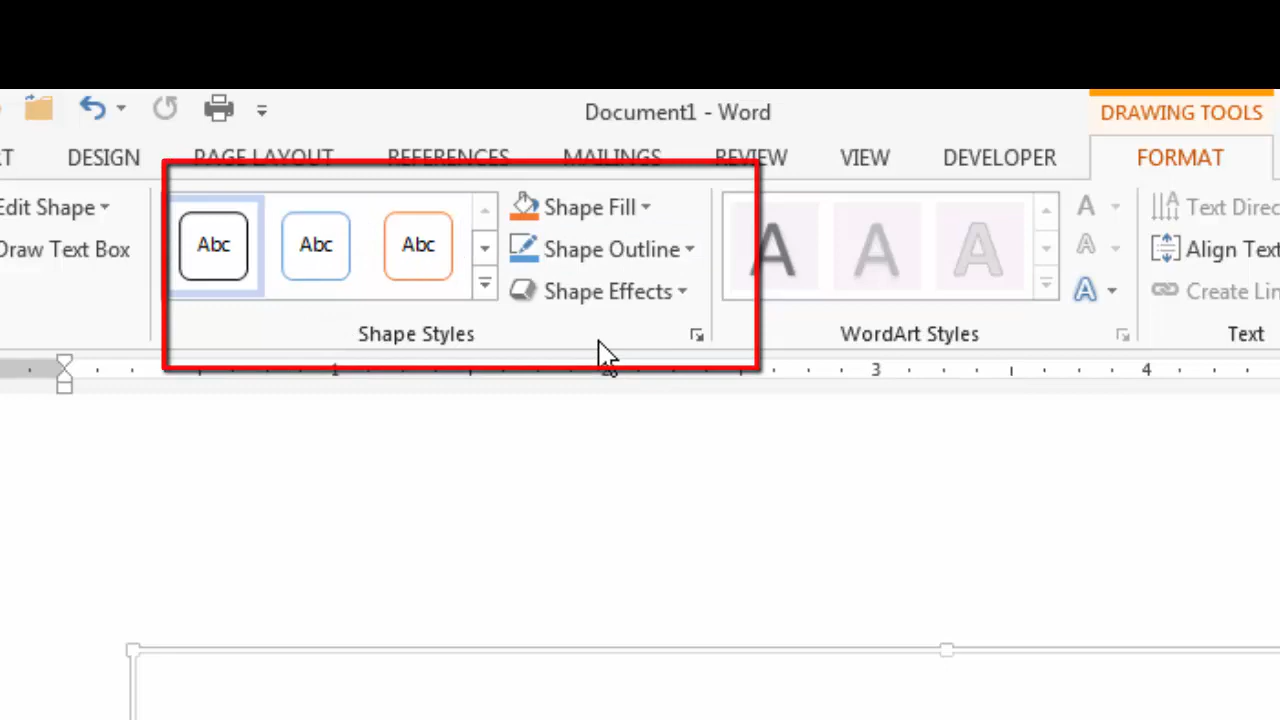 Document1 - Word
DRAWING TOOLS
RT DESIGN PAGE LAYOUT REFERENCES MAILINGS REVIEW VIEW DEVELOPER FORMAT
Edit Shape
Draw Text Box
Abc Abc Abc
Shape Fill
Shape Outline
Shape Effects
Shape Styles
A A A
A
A
A
WordArt Styles
Text Direc
Align Text
Create Lin
Text
1 2 3 4